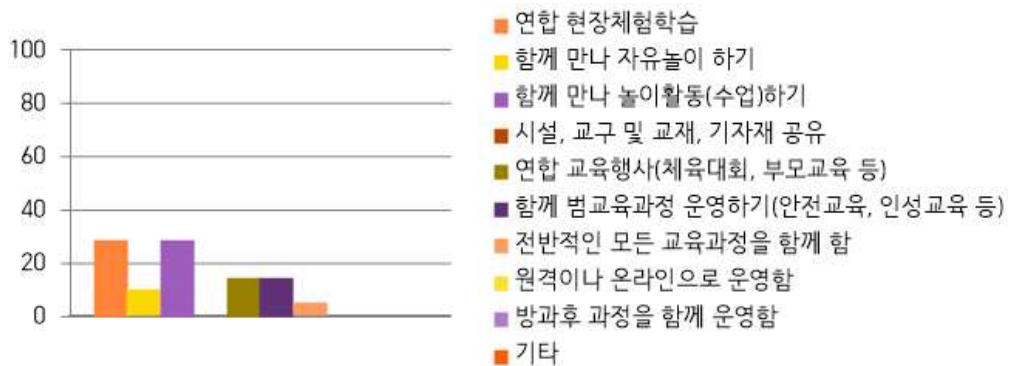 100
80
60
40
20
0
연합 현장체험학습
함께 만나 자유놀이 하기
함께 만나 놀이활동(수업)하기
시설, 교구 및 교재, 기자재 공유
연합 교육행사(체육대회, 부모교육 등)
함께 범교육과정 운영하기(안전교육, 인성교육 등)
전반적인 모든 교육과정을 함께 함
원격이나 온라인으로 운영함
방과후 과정을 함께 운영함
기타